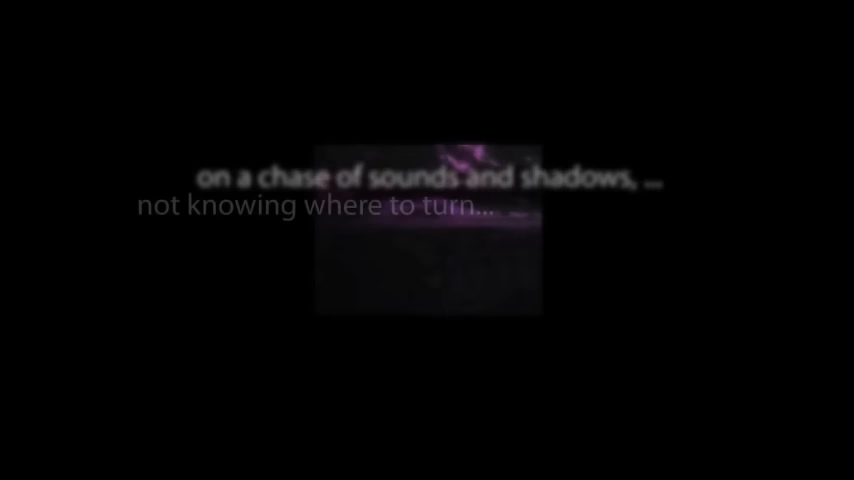 on a chase of sounds and shadows, ...
not knowing where to turn...